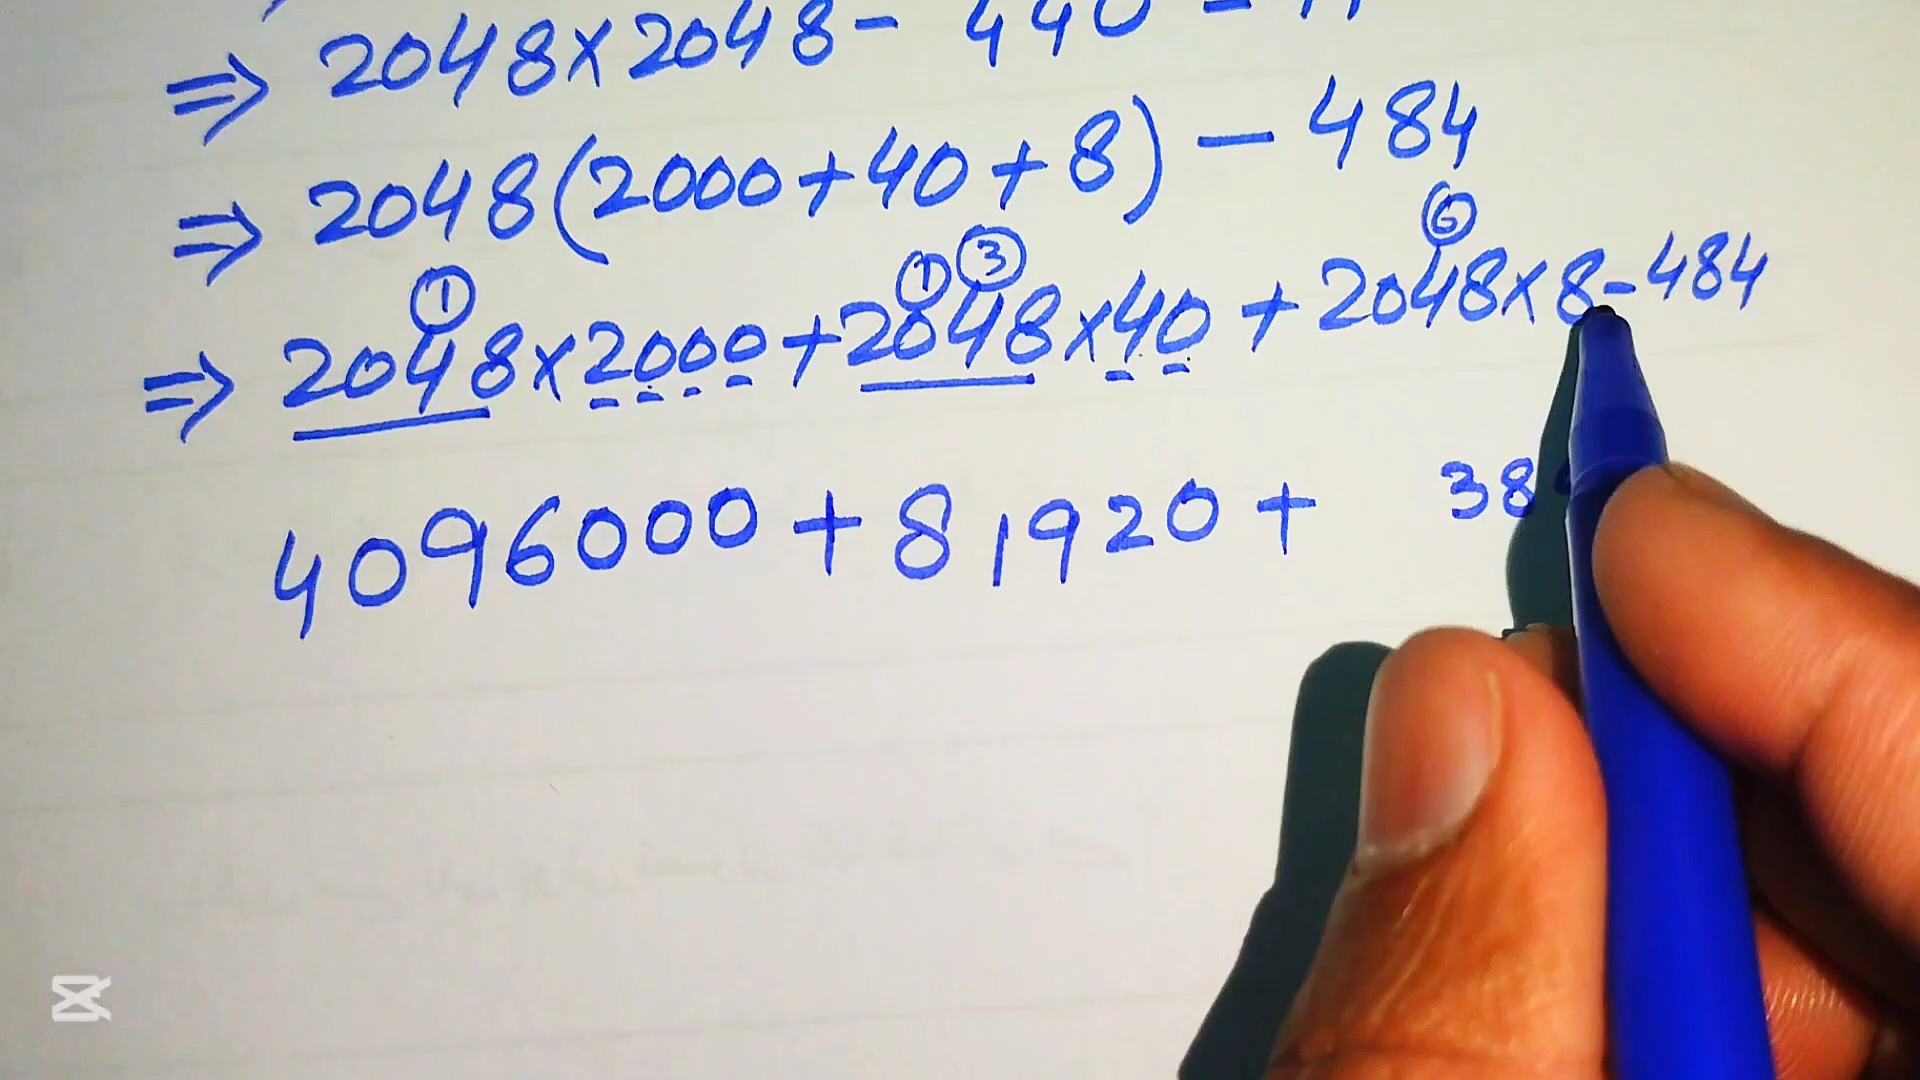 ⇒ 2048×2048- 440 -
⇒ 2048(2000+40+8) - 484
① ① ③ ⑥
⇒ 2048×2000+2048×40 + 2048×8-484
4096000 + 81920 + 38